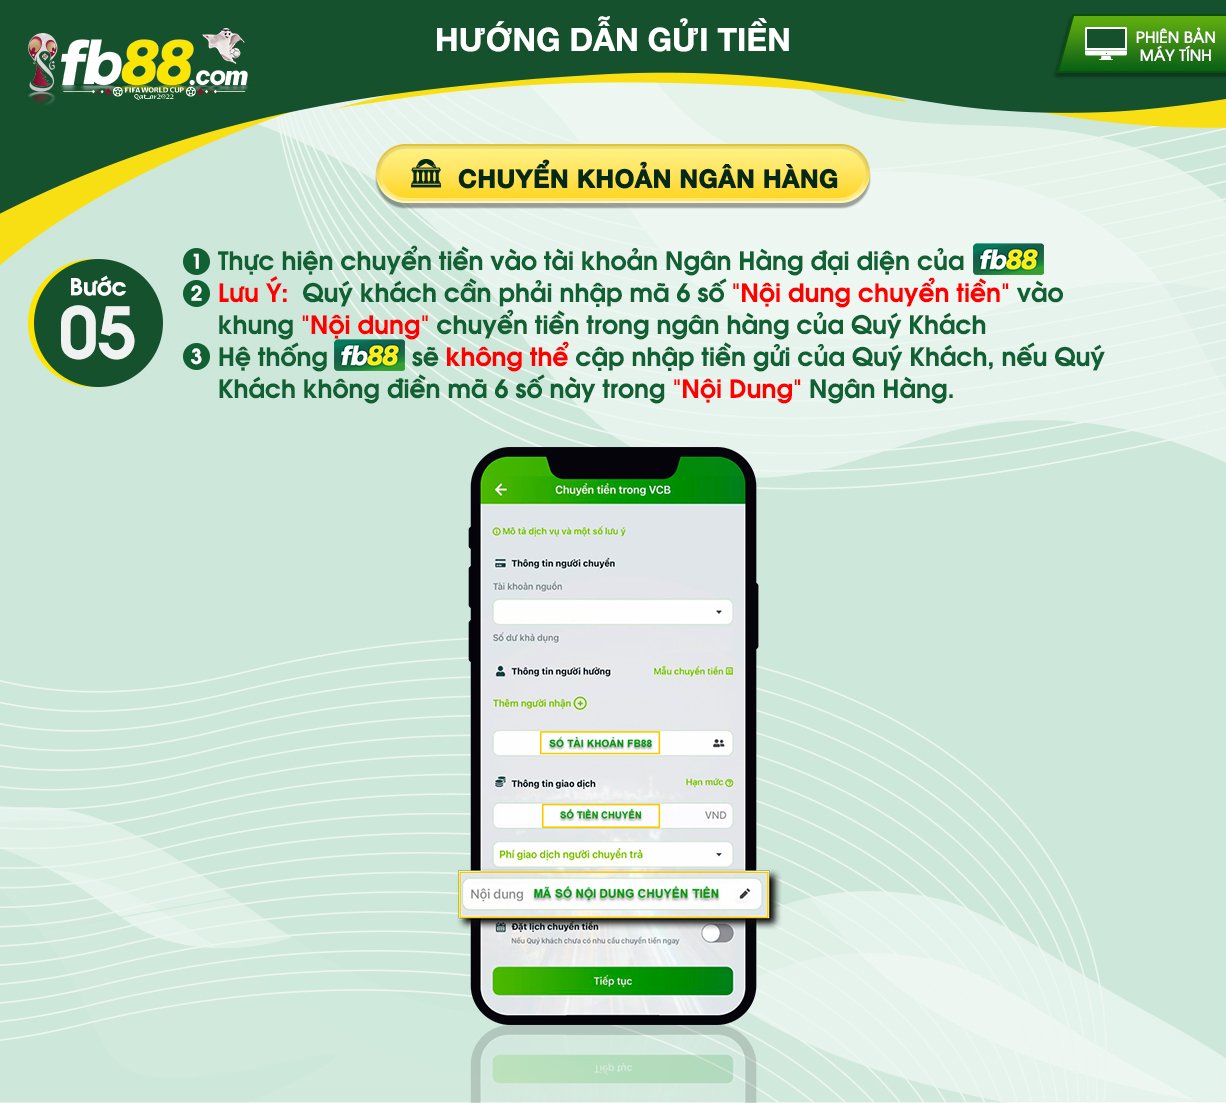 HƯỚNG DẪN GỬI TIỀN
fb88.com
FIFA WORLD CUP
Qatar2022
PHIÊN BẢN
MÁY TÍNH
CHUYỂN KHOẢN NGÂN HÀNG
Bước
05
1 Thực hiện chuyển tiền vào tài khoản Ngân Hàng đại diện của fb88
2 Lưu Ý: Quý khách cần phải nhập mã 6 số "Nội dung chuyển tiền" vào
khung "Nội dung" chuyển tiền trong ngân hàng của Quý Khách
3 Hệ thống fb88 sẽ không thể cập nhập tiền gửi của Quý Khách, nếu Quý
Khách không điền mã 6 số này trong "Nội Dung" Ngân Hàng.
Chuyển tiền trong VCB
Mô tả dịch vụ và một số lưu ý
Thông tin người chuyển
Tài khoản nguồn
Số dư khả dụng
Thông tin người hưởng Mẫu chuyển tiền
Thêm người nhận
SỐ TÀI KHOẢN FB88
Thông tin giao dịch Hạn mức
SỐ TIỀN CHUYỂN VND
Phí giao dịch người chuyển trả
Nội dung MÃ SỐ NỘI DUNG CHUYỂN TIỀN
Đặt lịch chuyển tiền
Nếu Quý khách chưa có nhu cầu chuyển tiền ngay
Tiếp tục